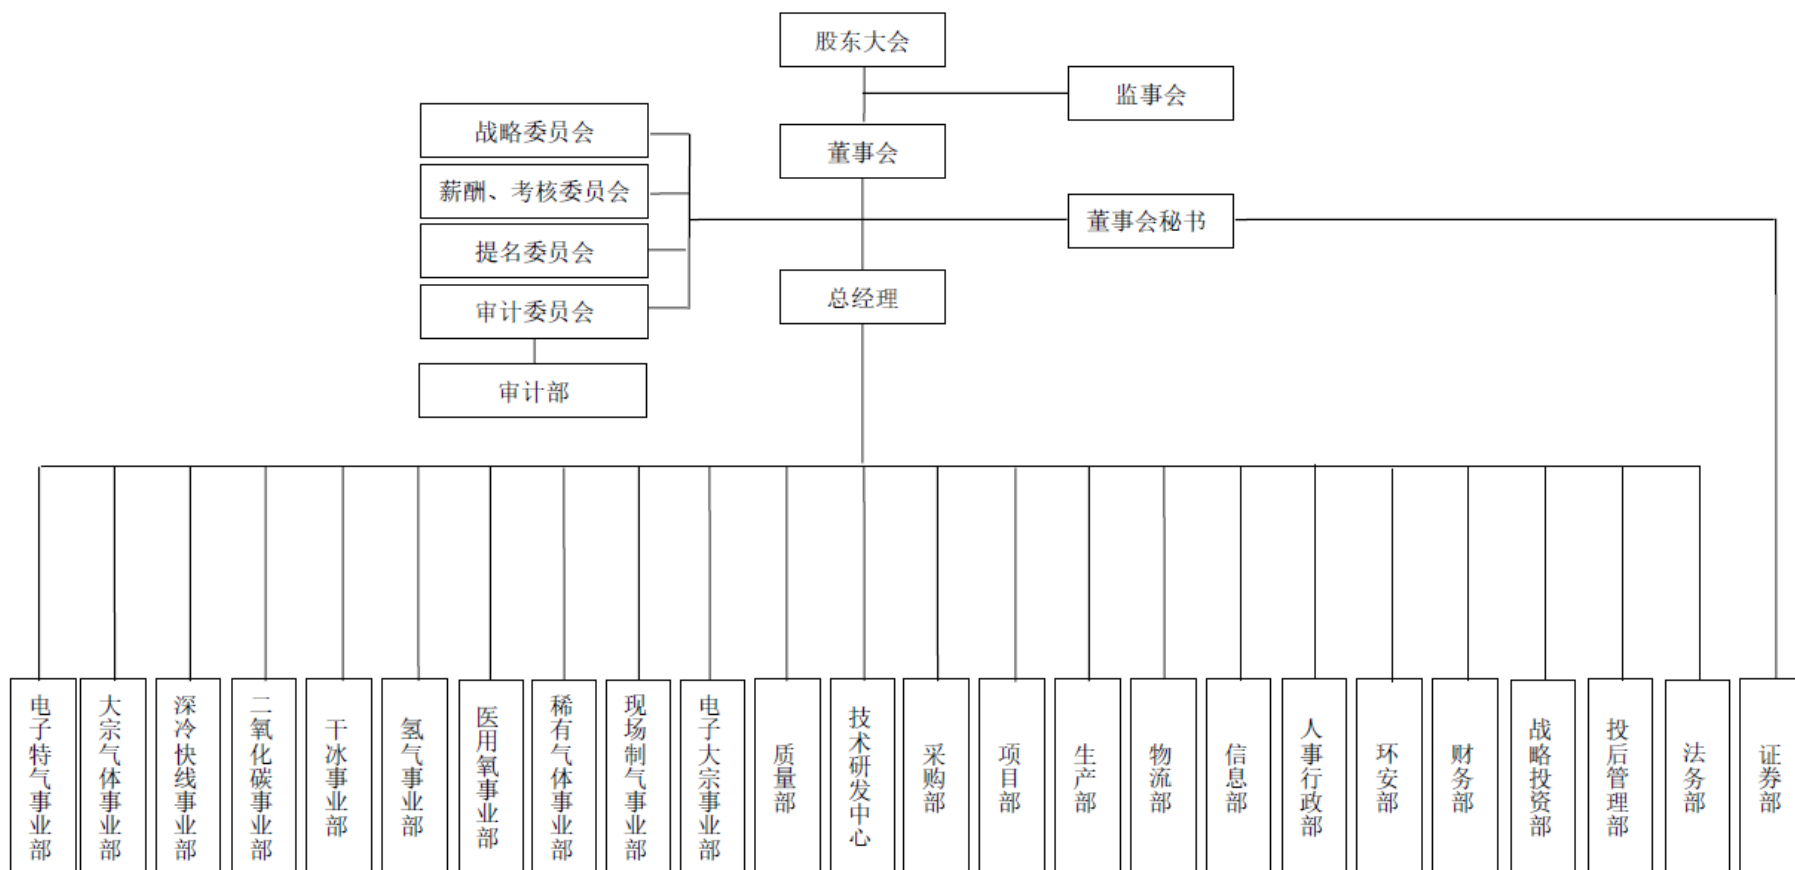 股东大会
监事会
战略委员会
董事会
薪酬、考核委员会
董事会秘书
提名委员会
总经理
审计委员会
审计部
电子特气事业部
大宗气体事业部
深冷快线事业部
二氧化碳事业部
干冰事业部
氢气事业部
医用氧事业部
稀有气体事业部
现场制气事业部
电子大宗事业部
质量部
技术研发中心
采购部
项目部
生产部
物流部
信息部
人事行政部
环安部
财务部
战略投资部
投后管理部
法务部
证券部